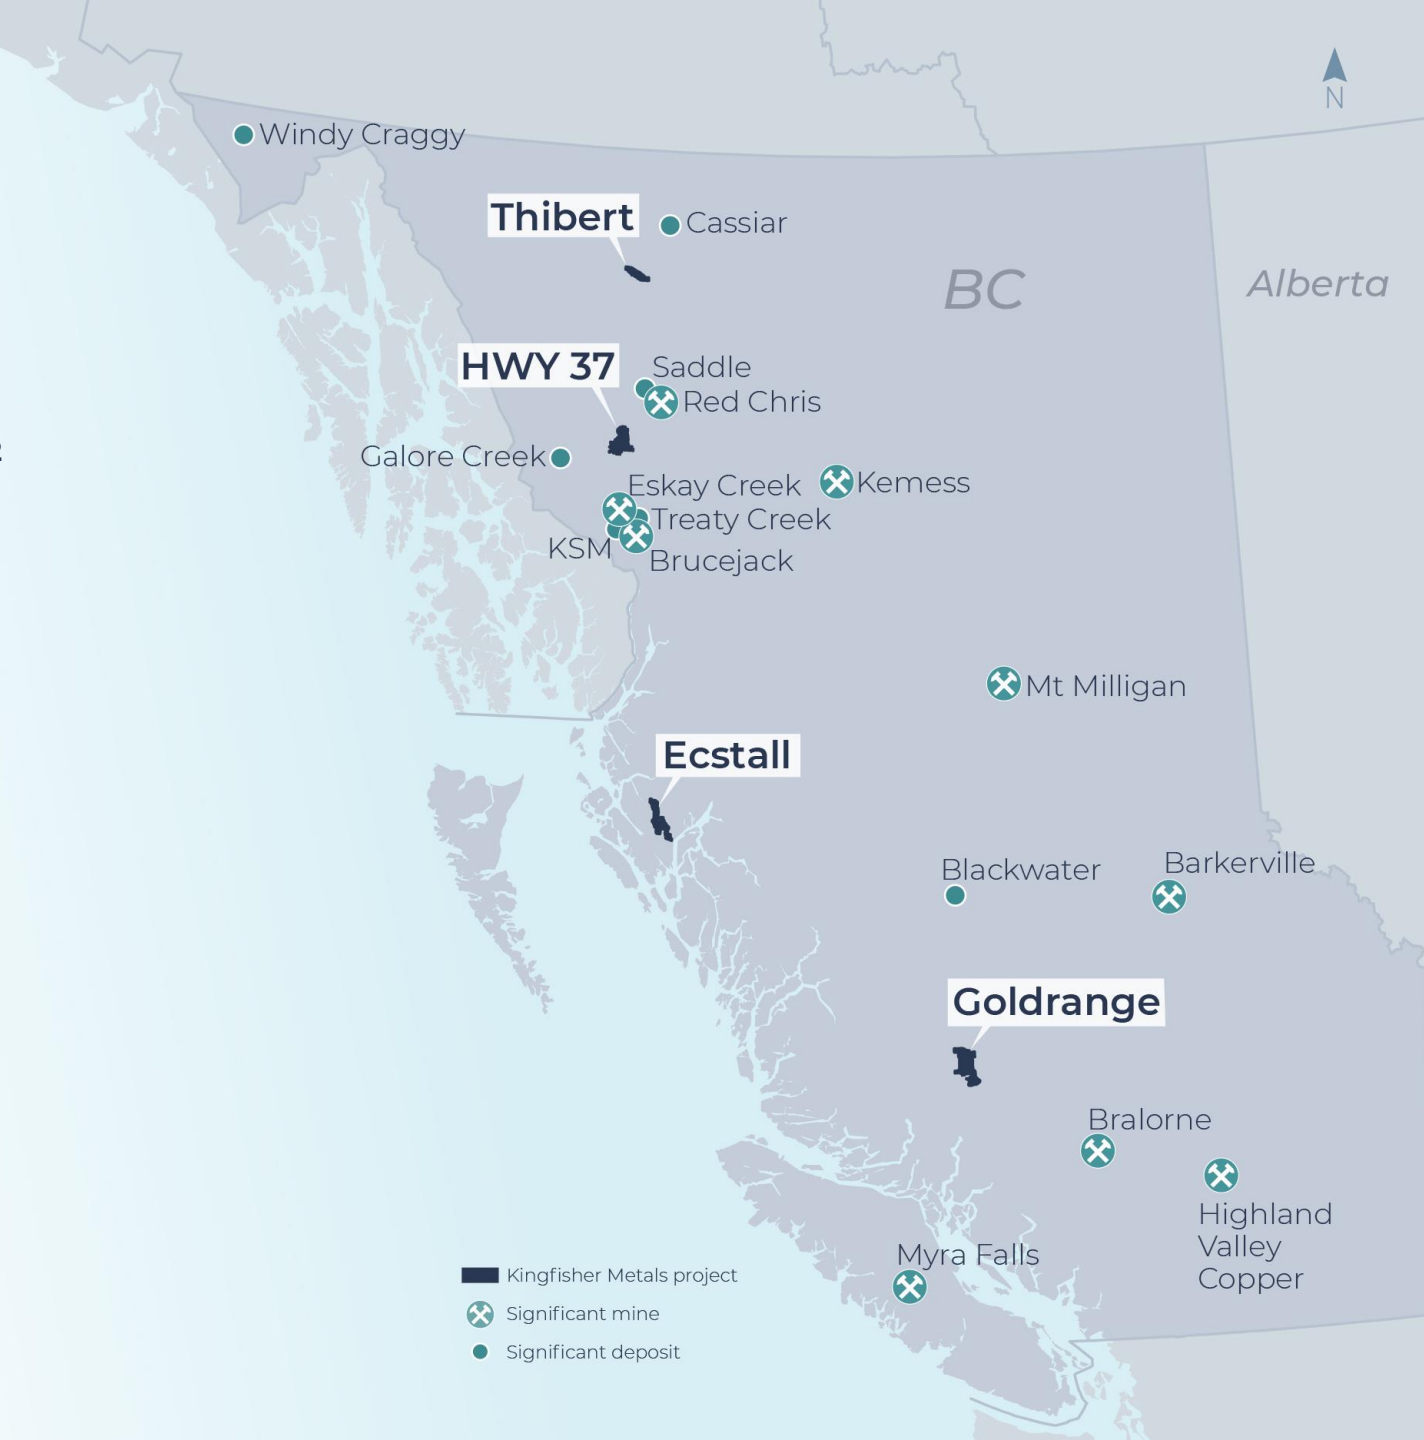 N
Windy Craggy
Thibert
Cassiar
BC
Alberta
HWY 37
Saddle
Red Chris
Galore Creek
Eskay Creek
Kemess
Treaty Creek
KSM
Brucejack
Mt Milligan
Ecstall
Blackwater
Barkerville
Goldrange
Bralorne
Highland
Valley
Copper
Myra Falls
Kingfisher Metals project
Significant mine
Significant deposit